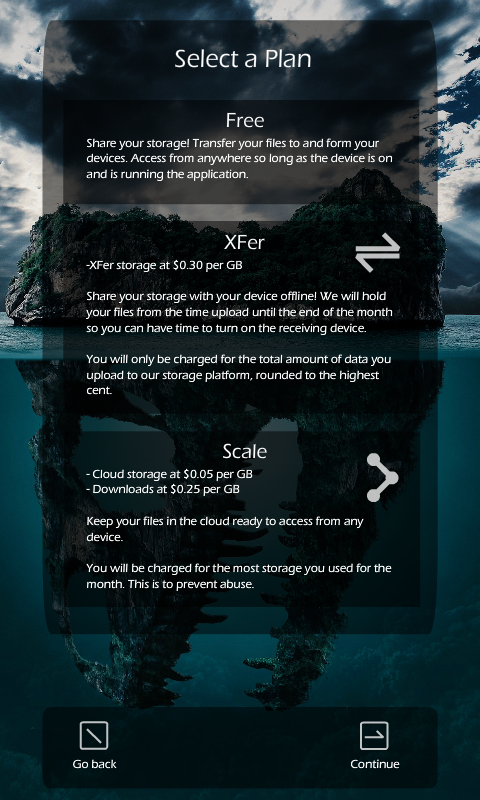 Select a Plan
Free
Share your storage! Transfer your files to and form your
devices. Access from anywhere so long as the device is on
and is running the application.
XFer
-XFer storage at $0.30 per GB
Share your storage with your device offline! We will hold
your files from the time upload until the end of the month
so you can have time to turn on the receiving device.
You will only be charged for the total amount of data you
upload to our storage platform, rounded to the highest
cent.
Scale
- Cloud storage at $0.05 per GB
- Downloads at $0.25 per GB
Keep your files in the cloud ready to access from any
device.
You will be charged for the most storage you used for the
month. This is to prevent abuse.
Go back
Continue